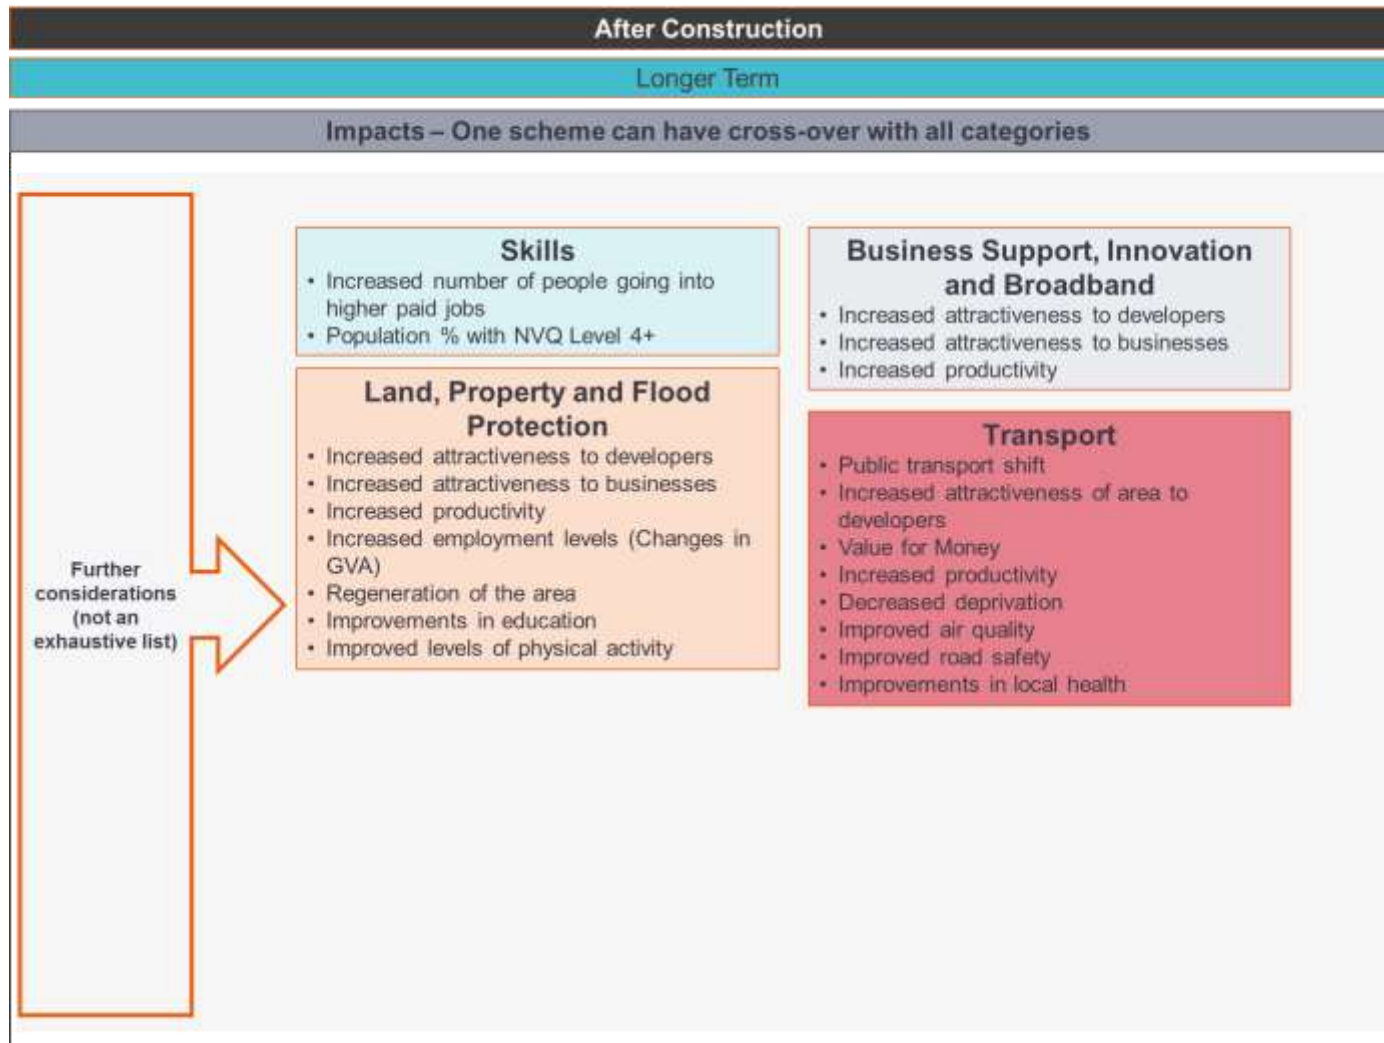 After Construction
Longer Term
Impacts – One scheme can have cross-over with all categories
Further
considerations
(not an
exhaustive list)
Skills
• Increased number of people going into
higher paid jobs
• Population % with NVQ Level 4+
Land, Property and Flood
Protection
• Increased attractiveness to developers
• Increased attractiveness to businesses
• Increased productivity
• Increased employment levels (Changes in
GVA)
• Regeneration of the area
• Improvements in education
• Improved levels of physical activity
Business Support, Innovation
and Broadband
• Increased attractiveness to developers
• Increased attractiveness to businesses
• Increased productivity
Transport
• Public transport shift
• Increased attractiveness of area to
developers
• Value for Money
• Increased productivity
• Decreased deprivation
• Improved air quality
• Improved road safety
• Improvements in local health